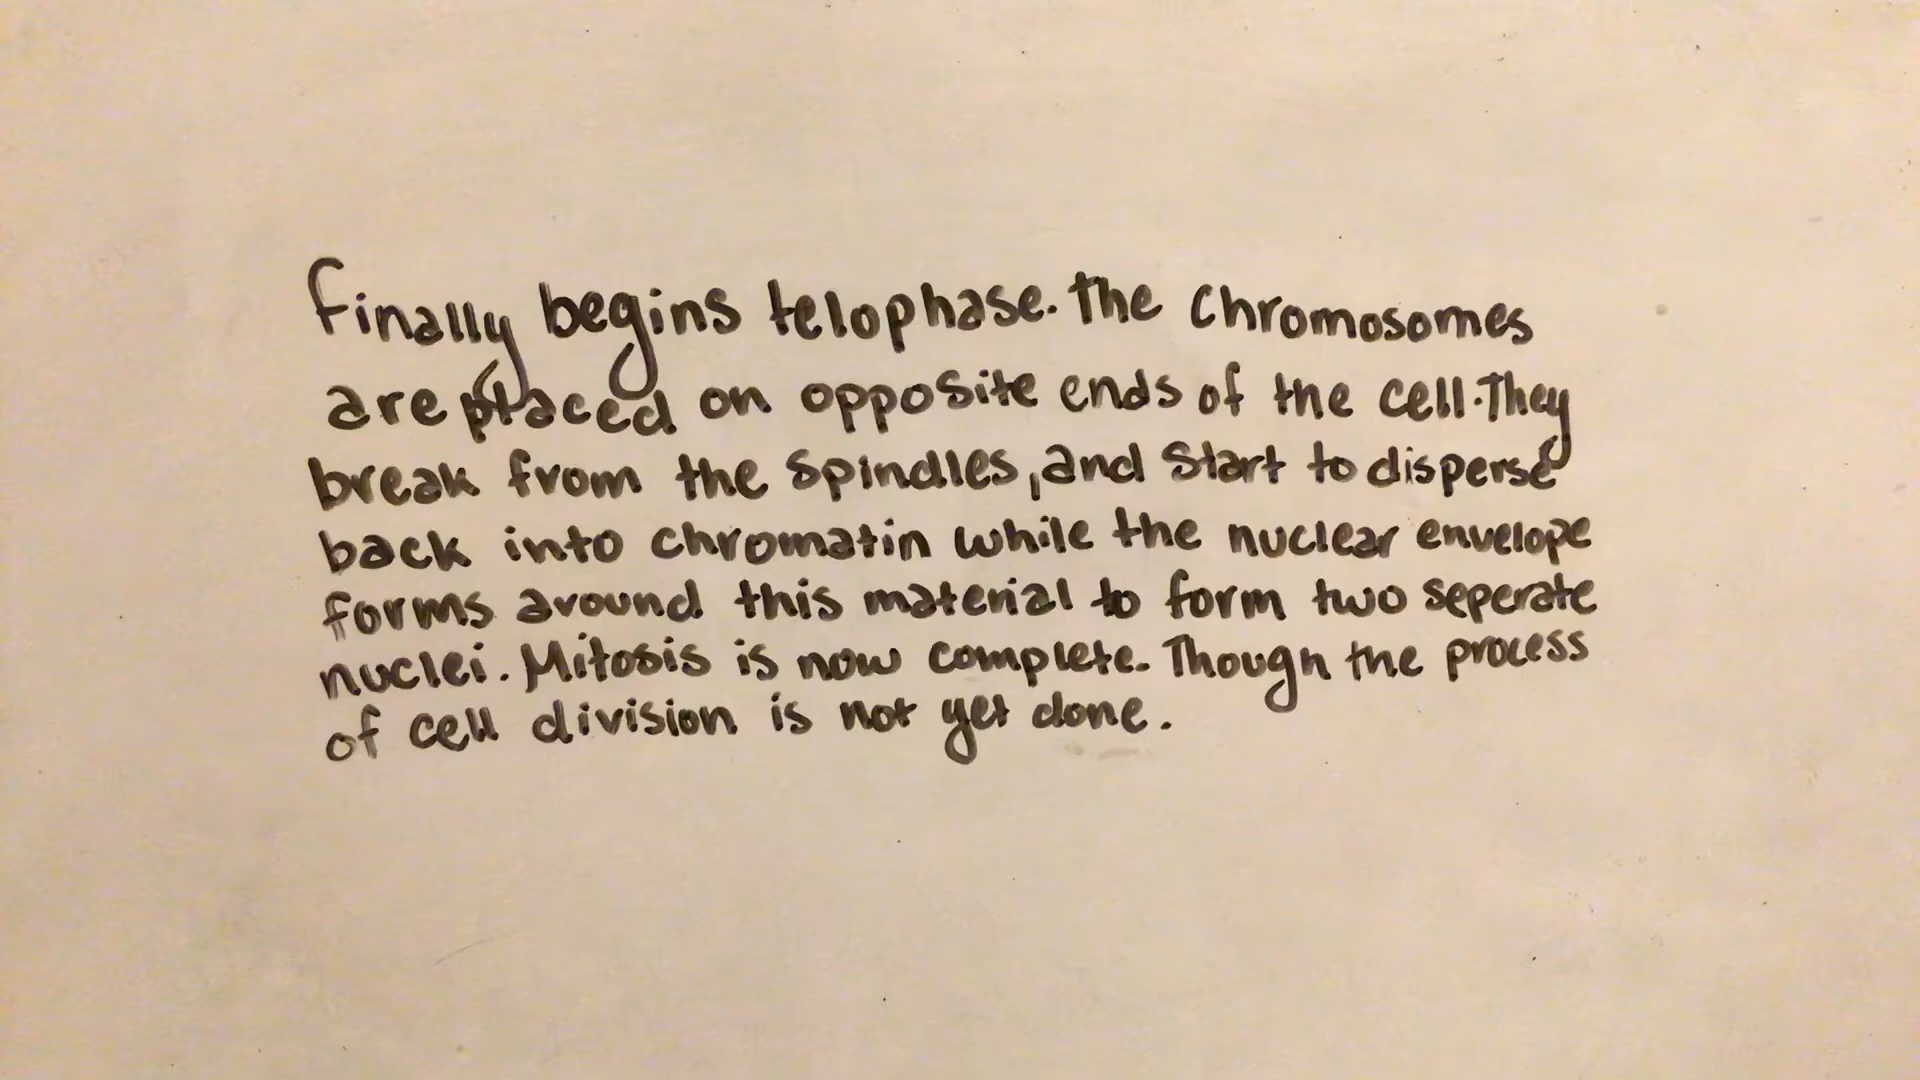 Finally begins telophase. The chromosomes
are placed on opposite ends of the cell. They
break from the spindles, and start to disperse
back into chromatin while the nuclear envelope
forms around this material to form two seperate
nuclei. Mitosis is now complete. Though the process
of cell division is not yet done.